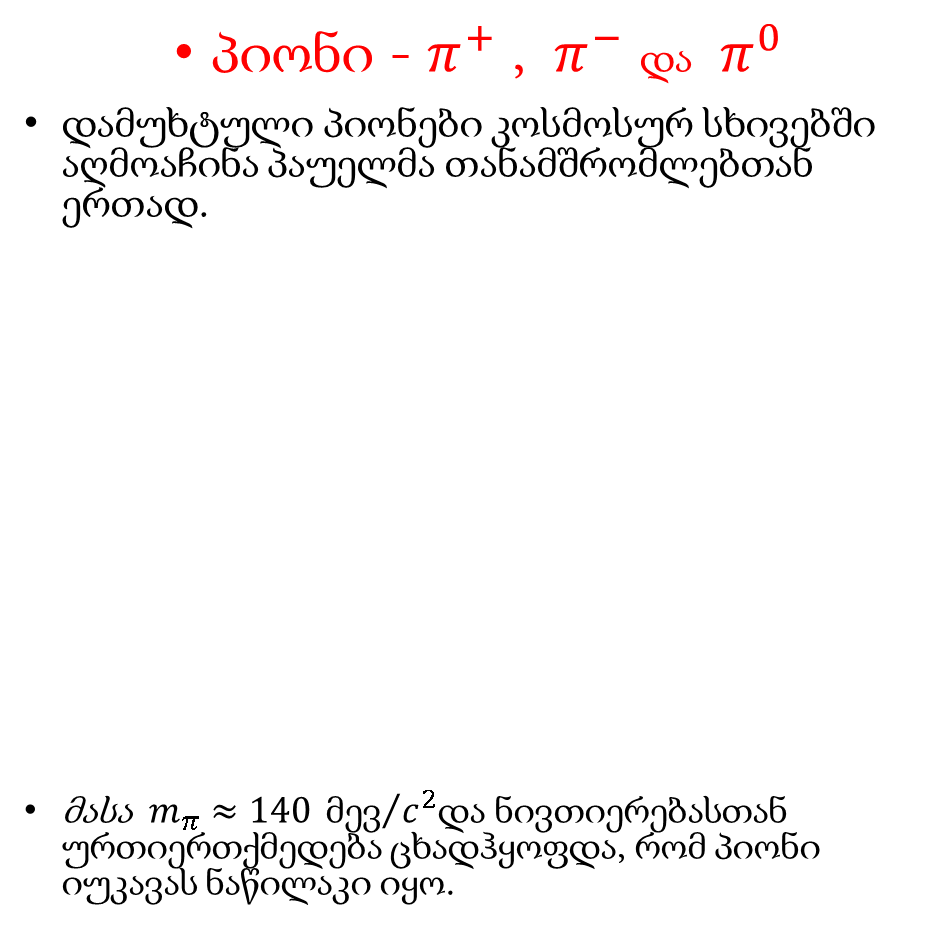 • პიონი - π⁺ , π⁻ და π⁰
• დამუხტული პიონები კოსმოსურ სხივებში
აღმოაჩინა პაუელმა თანამშრომლებთან
ერთად.
• მასა m_π ≈ 140 მევ/c²და ნივთიერებასთან
ურთიერთქმედება ცხადჰყოფდა, რომ პიონი
იუკავას ნაწილაკი იყო.